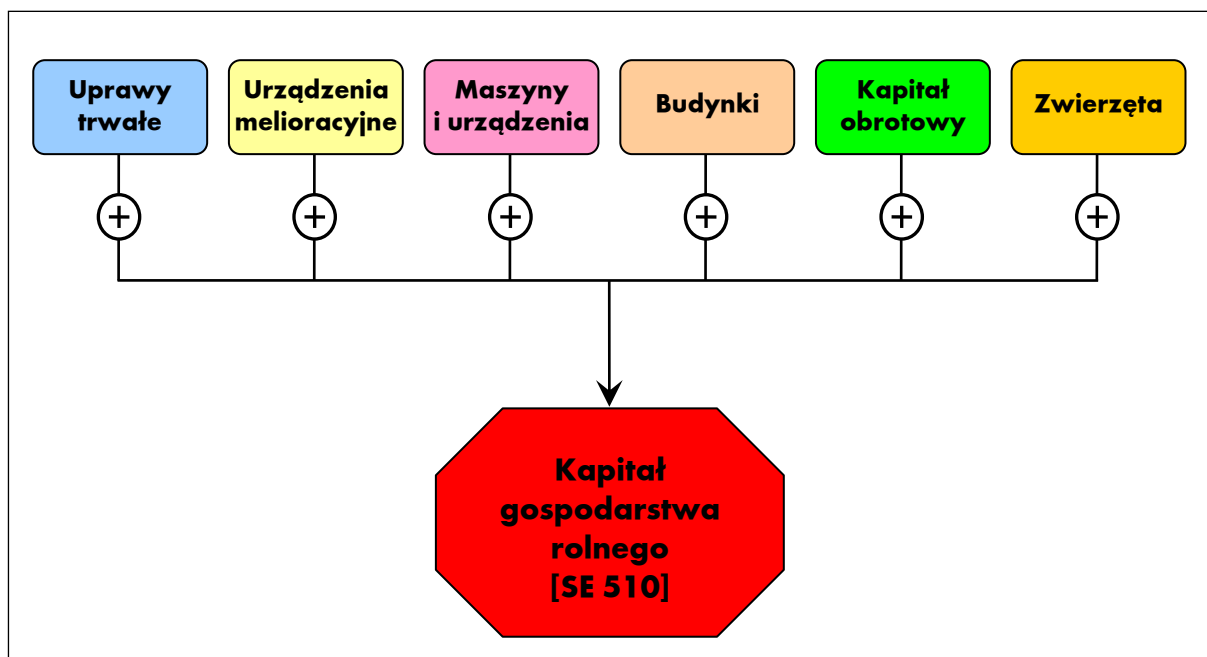 Uprawy
trwałe
Urządzenia
melioracyjne
Maszyny
i urządzenia
Budynki
Kapitał
obrotowy
Zwierzęta
+ + + + + +
Kapitał
gospodarstwa
rolnego
[SE 510]